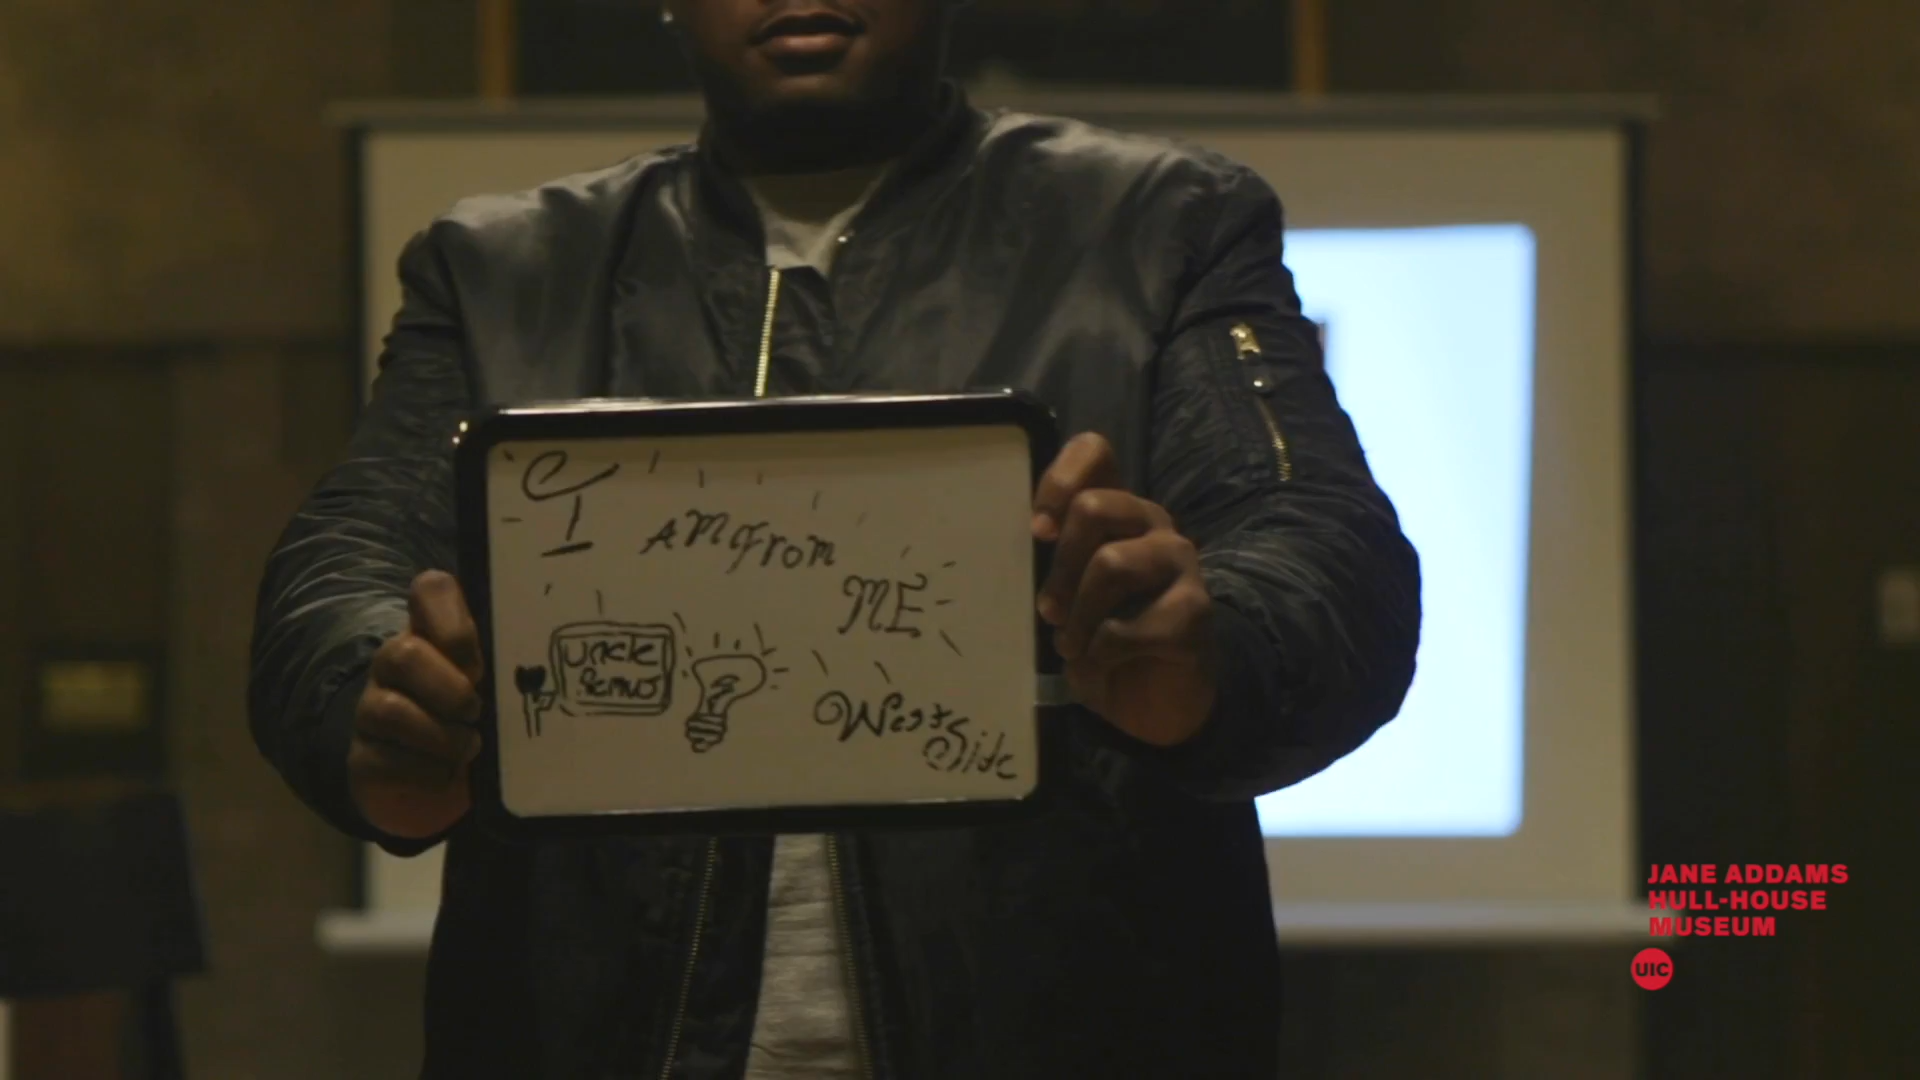 I
AM From
ME
Uncle
Remus
West
Side
JANE ADDAMS
HULL-HOUSE
MUSEUM
UIC